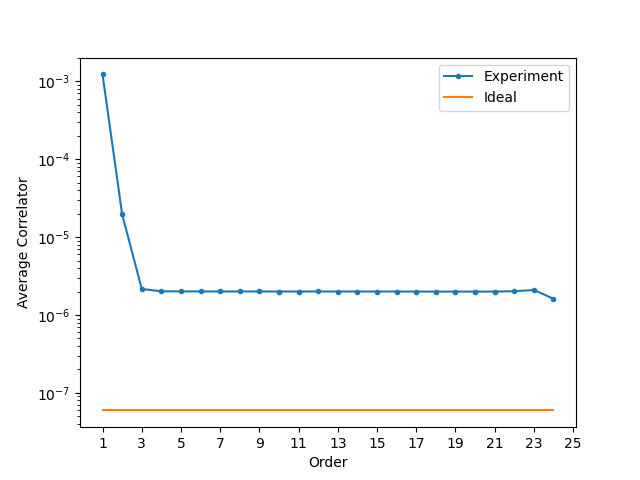 Experiment
Ideal
10⁻³
10⁻⁴
10⁻⁵
10⁻⁶
10⁻⁷
Average Correlator
1 3 5 7 9 11 13 15 17 19 21 23 25
Order